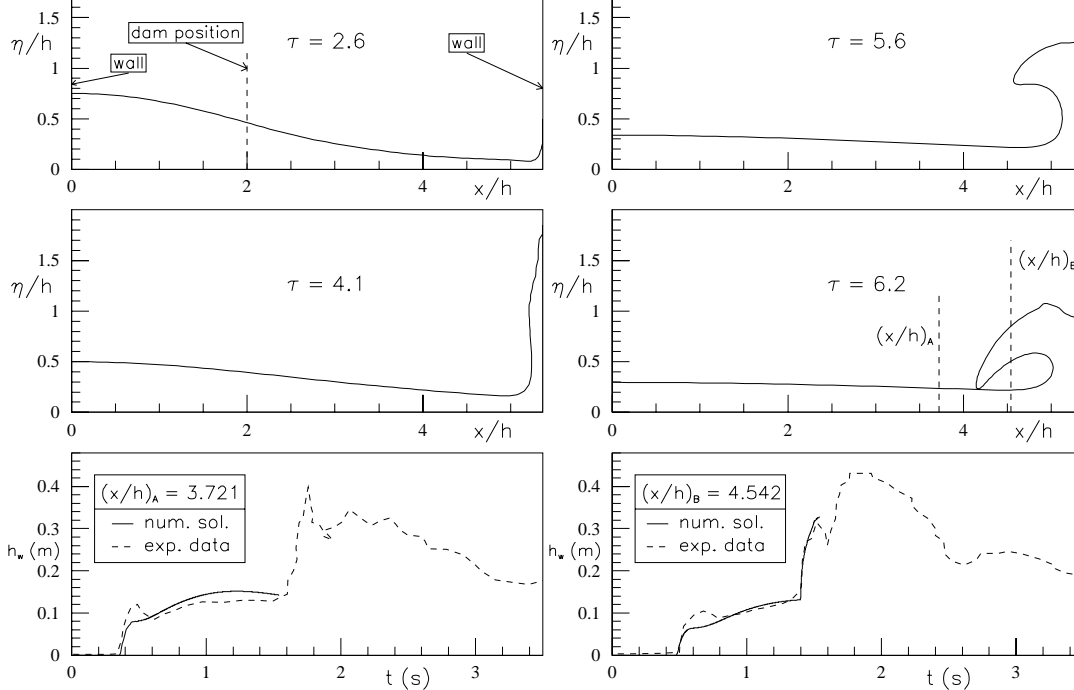 1.5
η/h
1
0.5
0
wall
dam position
τ = 2.6
wall
0
2
4
x/h
1.5
η/h
1
0.5
0
τ = 5.6
0
2
4
x/h
1.5
η/h
1
0.5
0
τ = 4.1
0
2
4
x/h
1.5
η/h
1
0.5
0
τ = 6.2
(x/h)A
(x/h)B
0
2
4
x/h
0.4
0.3
0.2
0.1
0
hw (m)
(x/h)A = 3.721
num. sol.
exp. data
0
1
2
3
t (s)
0.4
0.3
0.2
0.1
0
hw (m)
(x/h)B = 4.542
num. sol.
exp. data
0
1
2
3
t (s)